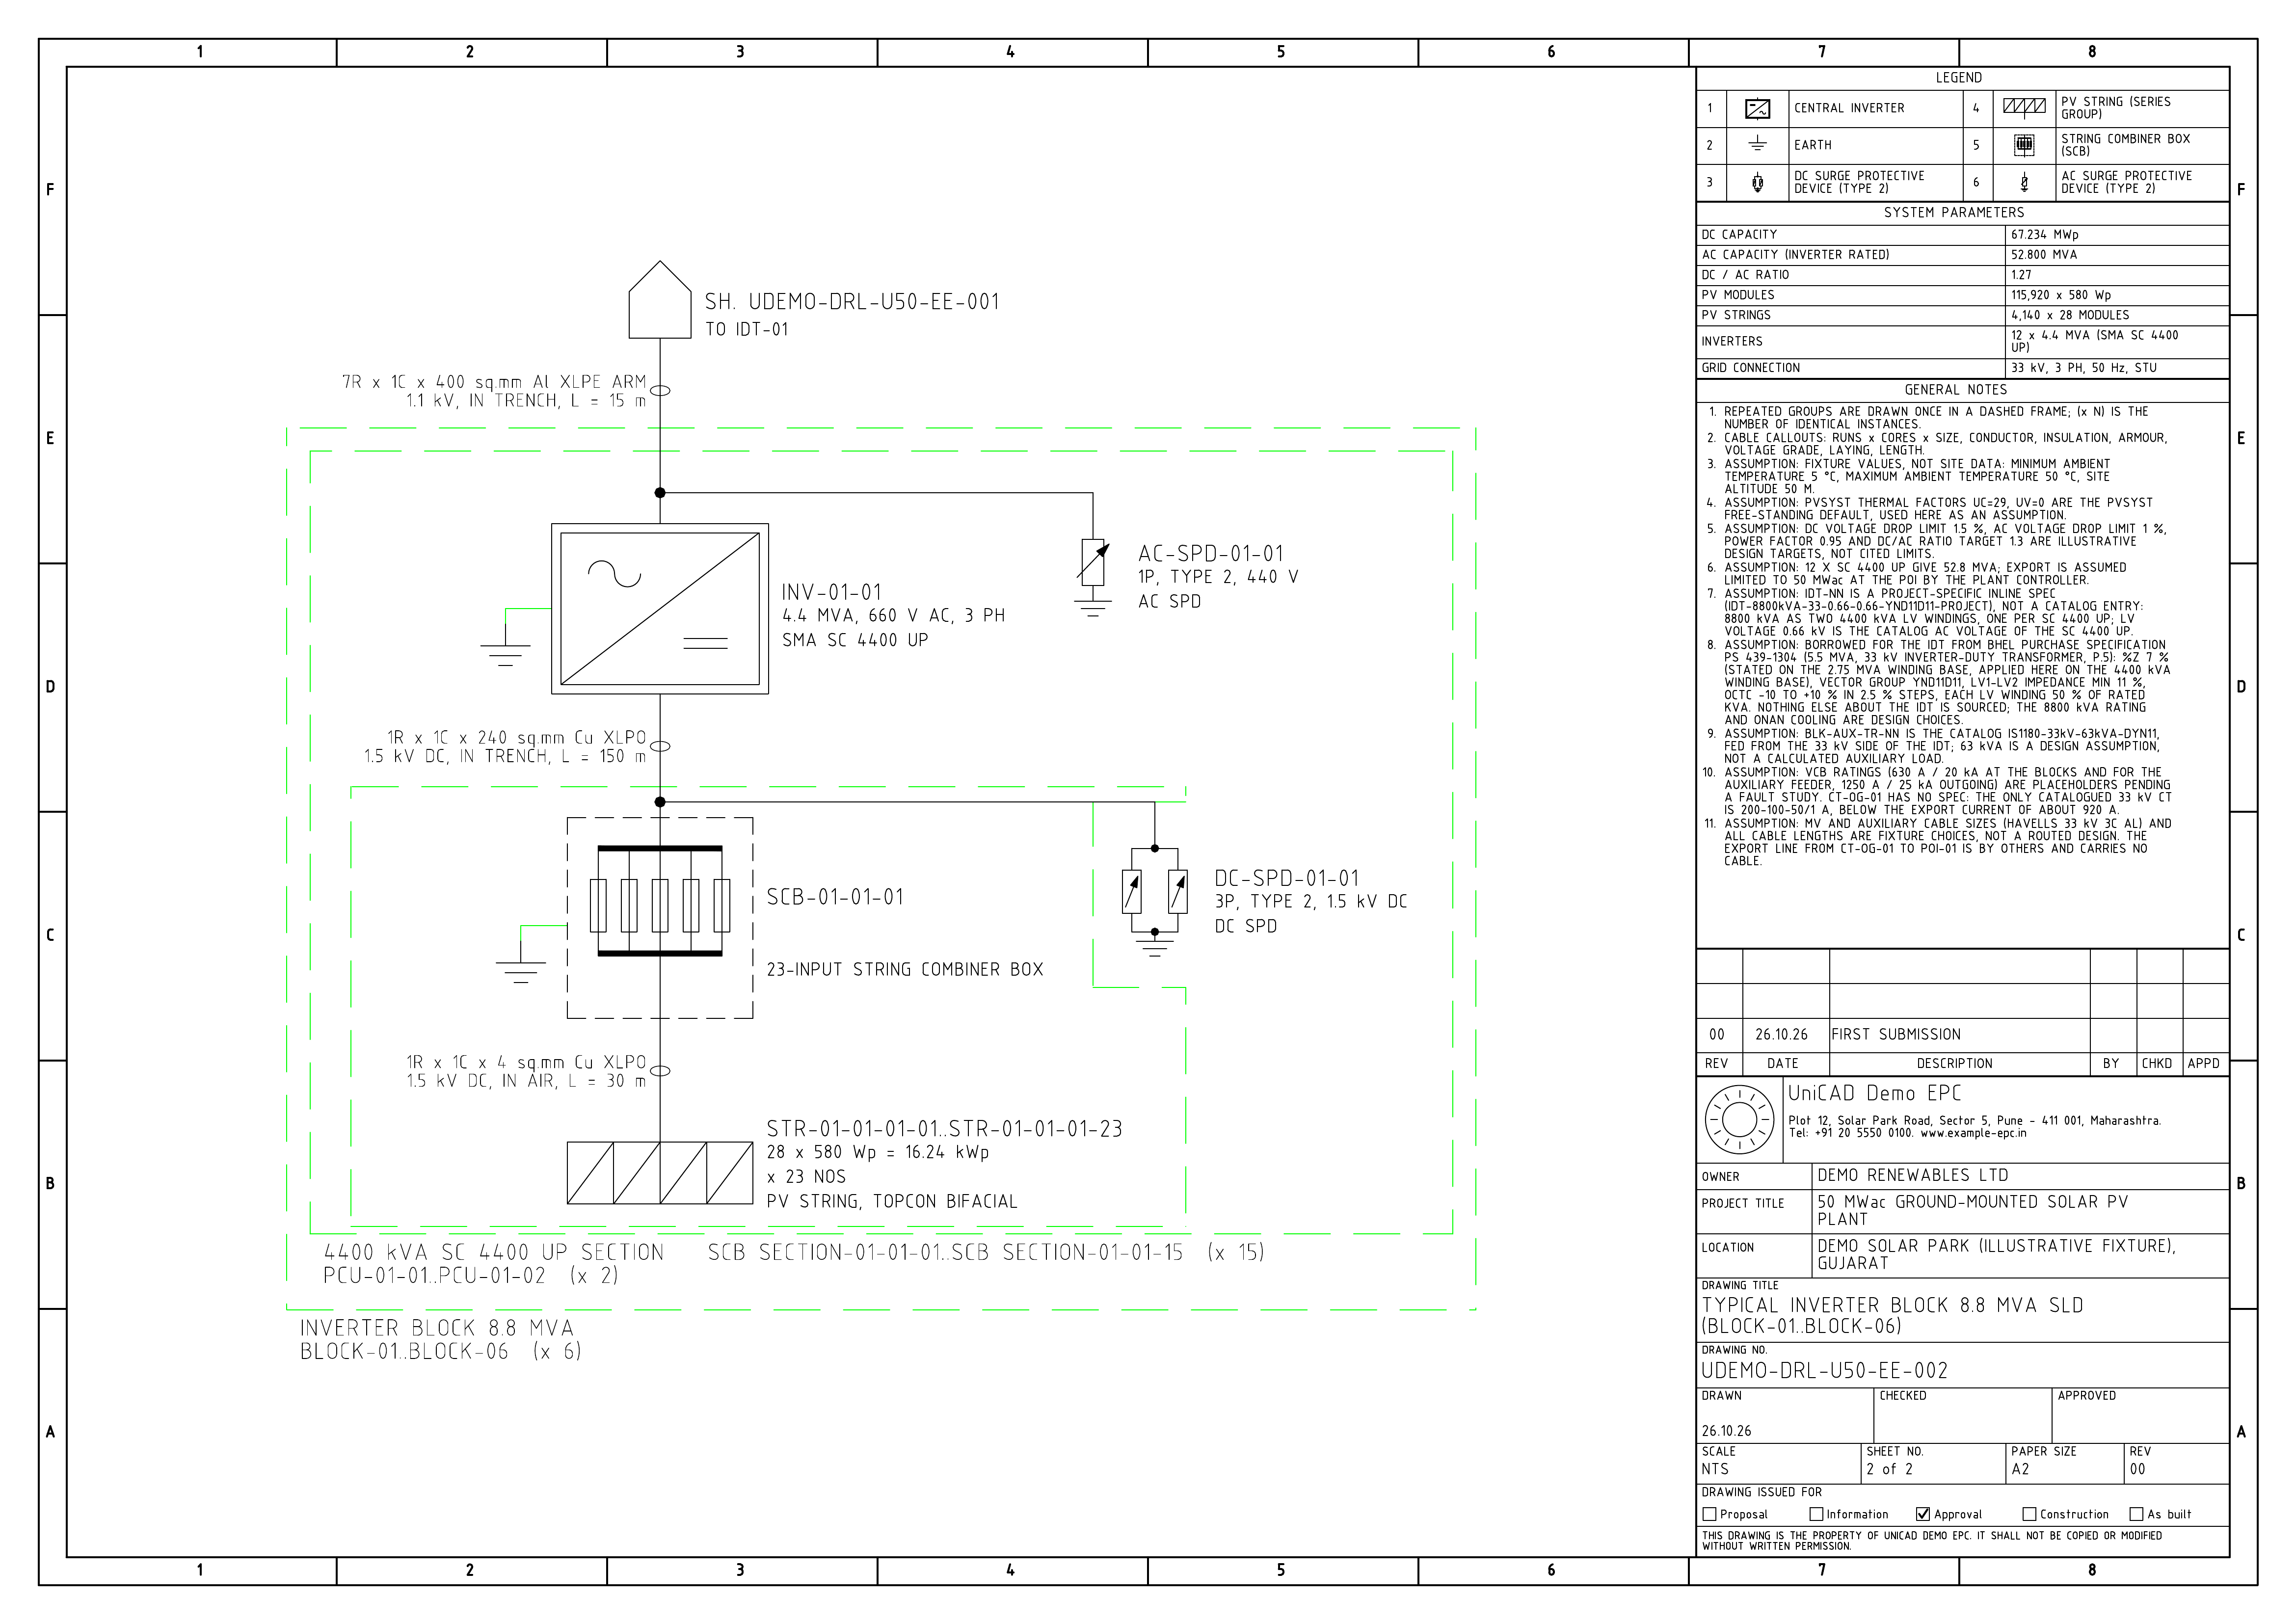 1 2 3 4 5 6 7 8
F
E
D
C
B
A
SH. UDEMO-DRL-U50-EE-001
TO IDT-01
7R x 1C x 400 sq.mm Al XLPE ARM
1.1 kV, IN TRENCH, L = 15 m
AC-SPD-01-01
1P, TYPE 2, 440 V
AC SPD
INV-01-01
4.4 MVA, 660 V AC, 3 PH
SMA SC 4400 UP
1R x 1C x 240 sq.mm Cu XLPO
1.5 kV DC, IN TRENCH, L = 150 m
SCB-01-01-01
23-INPUT STRING COMBINER BOX
DC-SPD-01-01
3P, TYPE 2, 1.5 kV DC
DC SPD
1R x 1C x 4 sq.mm Cu XLPO
1.5 kV DC, IN AIR, L = 30 m
STR-01-01-01-01..STR-01-01-01-23
28 x 580 Wp = 16.24 kWp
x 23 NOS
PV STRING, TOPCON BIFACIAL
4400 kVA SC 4400 UP SECTION
PCU-01-01..PCU-01-02 (x 2)
SCB SECTION-01-01-01..SCB SECTION-01-01-15 (x 15)
INVERTER BLOCK 8.8 MVA
BLOCK-01..BLOCK-06 (x 6)
LEGEND
1 CENTRAL INVERTER
4 PV STRING (SERIES
GROUP)
2 EARTH
5 STRING COMBINER BOX
(SCB)
3 DC SURGE PROTECTIVE
DEVICE (TYPE 2)
6 AC SURGE PROTECTIVE
DEVICE (TYPE 2)
SYSTEM PARAMETERS
DC CAPACITY 67.234 MWp
AC CAPACITY (INVERTER RATED) 52.800 MVA
DC / AC RATIO 1.27
PV MODULES 115,920 x 580 Wp
PV STRINGS 4,140 x 28 MODULES
INVERTERS 12 x 4.4 MVA (SMA SC 4400
UP)
GRID CONNECTION 33 kV, 3 PH, 50 Hz, STU
GENERAL NOTES
1. REPEATED GROUPS ARE DRAWN ONCE IN A DASHED FRAME; (x N) IS THE
NUMBER OF IDENTICAL INSTANCES.
2. CABLE CALLOUTS: RUNS x CORES x SIZE, CONDUCTOR, INSULATION, ARMOUR,
VOLTAGE GRADE, LAYING, LENGTH.
3. ASSUMPTION: FIXTURE VALUES, NOT SITE DATA: MINIMUM AMBIENT
TEMPERATURE 5 °C, MAXIMUM AMBIENT TEMPERATURE 50 °C, SITE
ALTITUDE 50 M.
4. ASSUMPTION: PVSYST THERMAL FACTORS UC=29, UV=0 ARE THE PVSYST
FREE-STANDING DEFAULT, USED HERE AS AN ASSUMPTION.
5. ASSUMPTION: DC VOLTAGE DROP LIMIT 1.5 %, AC VOLTAGE DROP LIMIT 1 %,
POWER FACTOR 0.95 AND DC/AC RATIO TARGET 1.3 ARE ILLUSTRATIVE
DESIGN TARGETS, NOT CITED LIMITS.
6. ASSUMPTION: 12 X SC 4400 UP GIVE 52.8 MVA; EXPORT IS ASSUMED
LIMITED TO 50 MWac AT THE POI BY THE PLANT CONTROLLER.
7. ASSUMPTION: IDT-NN IS A PROJECT-SPECIFIC INLINE SPEC
(IDT-8800kVA-33-0.66-0.66-YND11D11-PROJECT), NOT A CATALOG ENTRY:
8800 kVA AS TWO 4400 kVA LV WINDINGS, ONE PER SC 4400 UP; LV
VOLTAGE 0.66 kV IS THE CATALOG AC VOLTAGE OF THE SC 4400 UP.
8. ASSUMPTION: BORROWED FOR THE IDT FROM BHEL PURCHASE SPECIFICATION
PS 439-1304 (5.5 MVA, 33 kV INVERTER-DUTY TRANSFORMER, P.5): %Z 7 %
(STATED ON THE 2.75 MVA WINDING BASE, APPLIED HERE ON THE 4400 kVA
WINDING BASE), VECTOR GROUP YND11D11, LV1-LV2 IMPEDANCE MIN 11 %,
OCTC -10 TO +10 % IN 2.5 % STEPS, EACH LV WINDING 50 % OF RATED
KVA. NOTHING ELSE ABOUT THE IDT IS SOURCED; THE 8800 kVA RATING
AND ONAN COOLING ARE DESIGN CHOICES.
9. ASSUMPTION: BLK-AUX-TR-NN IS THE CATALOG IS1180-33kV-63kVA-DYN11,
FED FROM THE 33 kV SIDE OF THE IDT; 63 kVA IS A DESIGN ASSUMPTION,
NOT A CALCULATED AUXILIARY LOAD.
10. ASSUMPTION: VCB RATINGS (630 A / 20 kA AT THE BLOCKS AND FOR THE
AUXILIARY FEEDER, 1250 A / 25 kA OUTGOING) ARE PLACEHOLDERS PENDING
A FAULT STUDY. CT-OG-01 HAS NO SPEC: THE ONLY CATALOGUED 33 kV CT
IS 200-100-50/1 A, BELOW THE EXPORT CURRENT OF ABOUT 920 A.
11. ASSUMPTION: MV AND AUXILIARY CABLE SIZES (HAVELLS 33 kV 3C AL) AND
ALL CABLE LENGTHS ARE FIXTURE CHOICES, NOT A ROUTED DESIGN. THE
EXPORT LINE FROM CT-OG-01 TO POI-01 IS BY OTHERS AND CARRIES NO
CABLE.
00 26.10.26 FIRST SUBMISSION
REV DATE DESCRIPTION BY CHKD APPD
UniCAD Demo EPC
Plot 12, Solar Park Road, Sector 5, Pune - 411 001, Maharashtra.
Tel: +91 20 5550 0100. www.example-epc.in
OWNER DEMO RENEWABLES LTD
PROJECT TITLE 50 MWac GROUND-MOUNTED SOLAR PV
PLANT
LOCATION DEMO SOLAR PARK (ILLUSTRATIVE FIXTURE),
GUJARAT
DRAWING TITLE
TYPICAL INVERTER BLOCK 8.8 MVA SLD
(BLOCK-01..BLOCK-06)
DRAWING NO.
UDEMO-DRL-U50-EE-002
DRAWN CHECKED APPROVED
26.10.26
SCALE SHEET NO. PAPER SIZE REV
NTS 2 of 2 A2 00
DRAWING ISSUED FOR
Proposal Information Approval Construction As built
THIS DRAWING IS THE PROPERTY OF UNICAD DEMO EPC. IT SHALL NOT BE COPIED OR MODIFIED
WITHOUT WRITTEN PERMISSION.
F
E
D
C
B
A
1 2 3 4 5 6 7 8